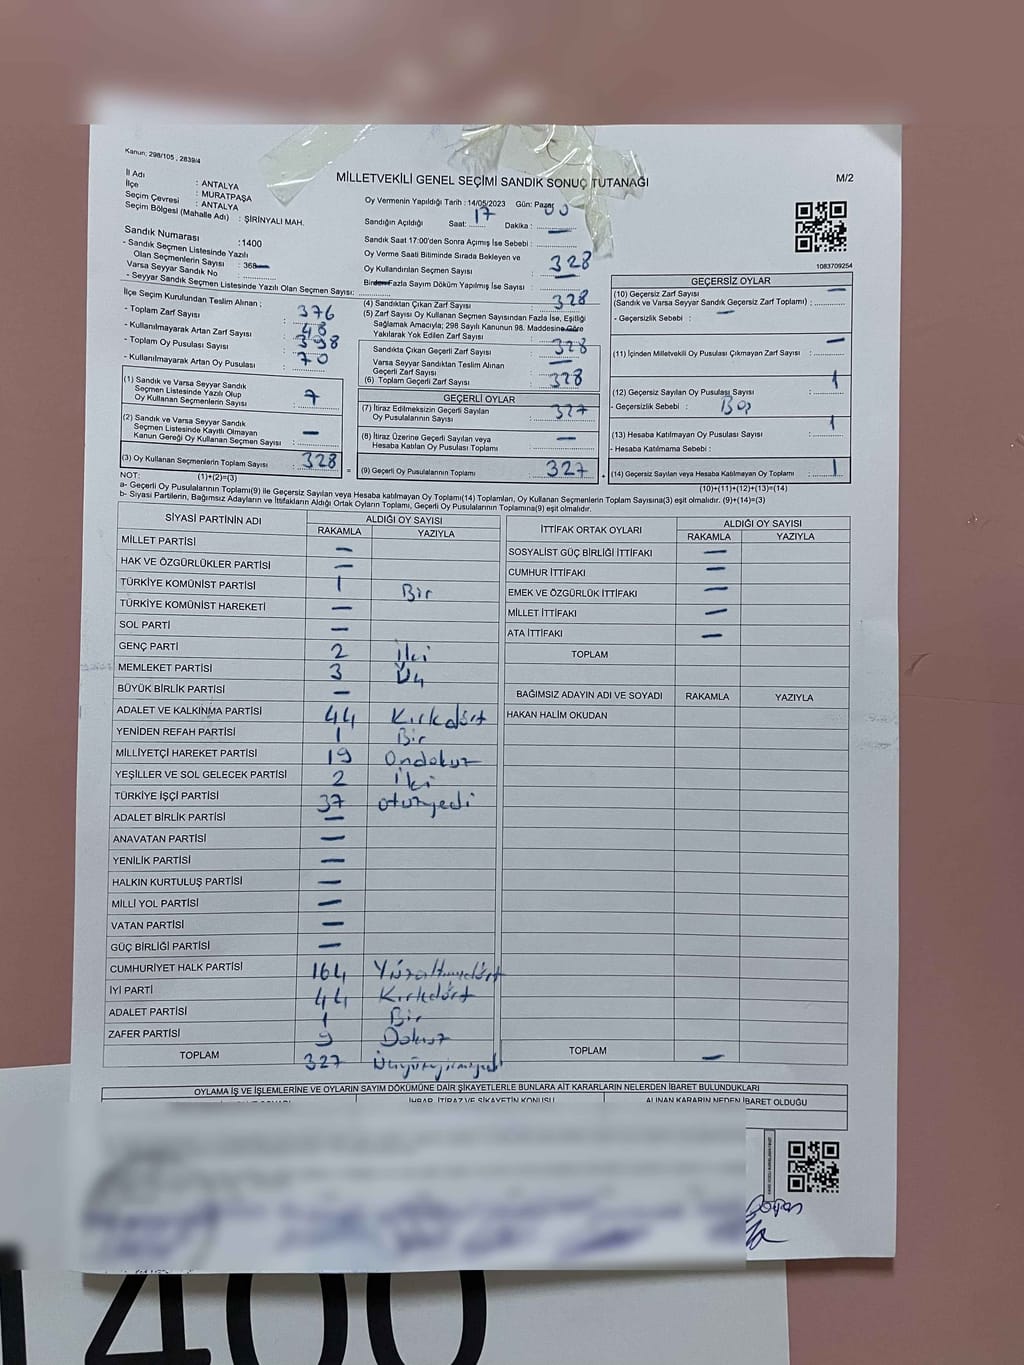 Kanun: 298/105 , 2839/4
MİLLETVEKİLİ GENEL SEÇİMİ SANDIK SONUÇ TUTANAĞI
M/2
İl Adı : ANTALYA
İlçe : MURATPAŞA
Seçim Çevresi : ANTALYA
Seçim Bölgesi (Mahalle Adı) : ŞİRİNYALI MAH.
Sandık Numarası :1400
- Sandık Seçmen Listesinde Yazılı
Olan Seçmenlerin Sayısı : 368
Varsa Seyyar Sandık No :
- Seyyar Sandık Seçmen Listesinde Yazılı Olan Seçmen Sayısı:
İlçe Seçim Kurulundan Teslim Alınan ;
- Toplam Zarf Sayısı : 376
- Kullanılmayarak Artan Zarf Sayısı : 48
- Toplam Oy Pusulası Sayısı : 398
- Kullanılmayarak Artan Oy Pusulası : 70
(1) Sandık ve Varsa Seyyar Sandık
Seçmen Listesinde Yazılı Olup
Oy Kullanan Seçmenlerin Sayısı :
(2) Sandık ve Varsa Seyyar Sandık
Seçmen Listesinde Kayıtlı Olmayan
Kanun Gereği Oy Kullanan Seçmen Sayısı : —
(3) Oy Kullanan Seçmenlerin Toplam Sayısı : 328
(1)+(2)=(3)
Oy Vermenin Yapıldığı Tarih : 14/05/2023 Gün: Pazar
Sandığın Açıldığı Saat: 17 Dakika : 00
Sandık Saat 17:00'den Sonra Açımış İse Sebebi : —
Oy Verme Saati Bitiminde Sırada Bekleyen ve
Oy Kullandırılan Seçmen Sayısı : 328
Birden Fazla Sayım Döküm Yapılmış İse Sayısı : —
(4) Sandıktan Çıkan Zarf Sayısı : 328
(5) Zarf Sayısı Oy Kullanan Seçmen Sayısından Fazla İse, Eşitliği
Sağlamak Amacıyla; 298 Sayılı Kanunun 98. Maddesine Göre
Yakılarak Yok Edilen Zarf Sayısı : —
Sandıkta Çıkan Geçerli Zarf Sayısı : 328
Varsa Seyyar Sandıktan Teslim Alınan
Geçerli Zarf Sayısı : —
(6) Toplam Geçerli Zarf Sayısı : 328
GEÇERLİ OYLAR
(7) İtiraz Edilmeksizin Geçerli Sayılan
Oy Pusulalarının Sayısı : 327
(8) İtiraz Üzerine Geçerli Sayılan veya
Hesaba Katılan Oy Pusulası Toplamı : —
= (9) Geçerli Oy Pusulalarının Toplamı : 327
1083709254
GEÇERSİZ OYLAR
(10) Geçersiz Zarf Sayısı
(Sandık ve Varsa Seyyar Sandık Geçersiz Zarf Toplamı) : —
- Geçersizlik Sebebi : —
(11) İçinden Milletvekili Oy Pusulası Çıkmayan Zarf Sayısı : —
(12) Geçersiz Sayılan Oy Pusulası Sayısı : 1
- Geçersizlik Sebebi : Boş
(13) Hesaba Katılmayan Oy Pusulası Sayısı : 1
- Hesaba Katılmama Sebebi :
(14) Geçersiz Sayılan veya Hesaba Katılmayan Oy Toplamı : 1
(10)+(11)+(12)+(13)=(14)
NOT:
a- Geçerli Oy Pusulaları Toplamı(9) ile Geçersiz Sayılan veya Hesaba katılmayan Oy Toplamı(14) Toplamları, Oy Kullanan Seçmenlerin Toplam Sayısına(3) eşit olmalıdır. (9)+(14)=(3)
b- Siyasi Partilerin, Bağımsız Adayların ve İttifakların Aldığı Ortak Oyların Toplamı, Geçerli Oy Pusulalarının Toplamına(9) eşit olmalıdır.
SİYASİ PARTİNİN ADI ALDIĞI OY SAYISI
RAKAMLA YAZIYLA
MİLLET PARTİSİ —
HAK VE ÖZGÜRLÜKLER PARTİSİ —
TÜRKİYE KOMÜNİST PARTİSİ 1 Bir
TÜRKİYE KOMÜNİST HAREKETİ —
SOL PARTİ —
GENÇ PARTİ 2 İki
MEMLEKET PARTİSİ 3 Üç
BÜYÜK BİRLİK PARTİSİ —
ADALET VE KALKINMA PARTİSİ 44 Kırkdört
YENİDEN REFAH PARTİSİ 1 Bir
MİLLİYETÇİ HAREKET PARTİSİ 19 Ondokuz
YEŞİLLER VE SOL GELECEK PARTİSİ 2 İki
TÜRKİYE İŞÇİ PARTİSİ 37 otuzyedi
ADALET BİRLİK PARTİSİ —
ANAVATAN PARTİSİ —
YENİLİK PARTİSİ —
HALKIN KURTULUŞ PARTİSİ —
MİLLİ YOL PARTİSİ —
VATAN PARTİSİ —
GÜÇ BİRLİĞİ PARTİSİ —
CUMHURİYET HALK PARTİSİ 164 Yüzaltmışdört
İYİ PARTİ 44 Kırkdört
ADALET PARTİSİ 1 Bir
ZAFER PARTİSİ 9 Dokuz
TOPLAM 327 Üçyüzyirmiyedi
İTTİFAK ORTAK OYLARI ALDIĞI OY SAYISI
RAKAMLA YAZIYLA
SOSYALİST GÜÇ BİRLİĞİ İTTİFAKI —
CUMHUR İTTİFAKI —
EMEK VE ÖZGÜRLÜK İTTİFAKI —
MİLLET İTTİFAKI —
ATA İTTİFAKI —
TOPLAM
BAĞIMSIZ ADAYIN ADI VE SOYADI RAKAMLA YAZIYLA
HAKAN HALİM OKUDAN
TOPLAM —
OYLAMA İŞ VE İŞLEMLERİNE VE OYLARIN SAYIM DÖKÜMÜNE DAİR ŞİKAYETLERLE BUNLARA AİT KARARLARIN NELERDEN İBARET BULUNDUKLARI
İHBAR, İTİRAZ VE ŞİKAYETİN KONUSU ALINAN KARARIN NEDEN İBARET OLDUĞU
1400